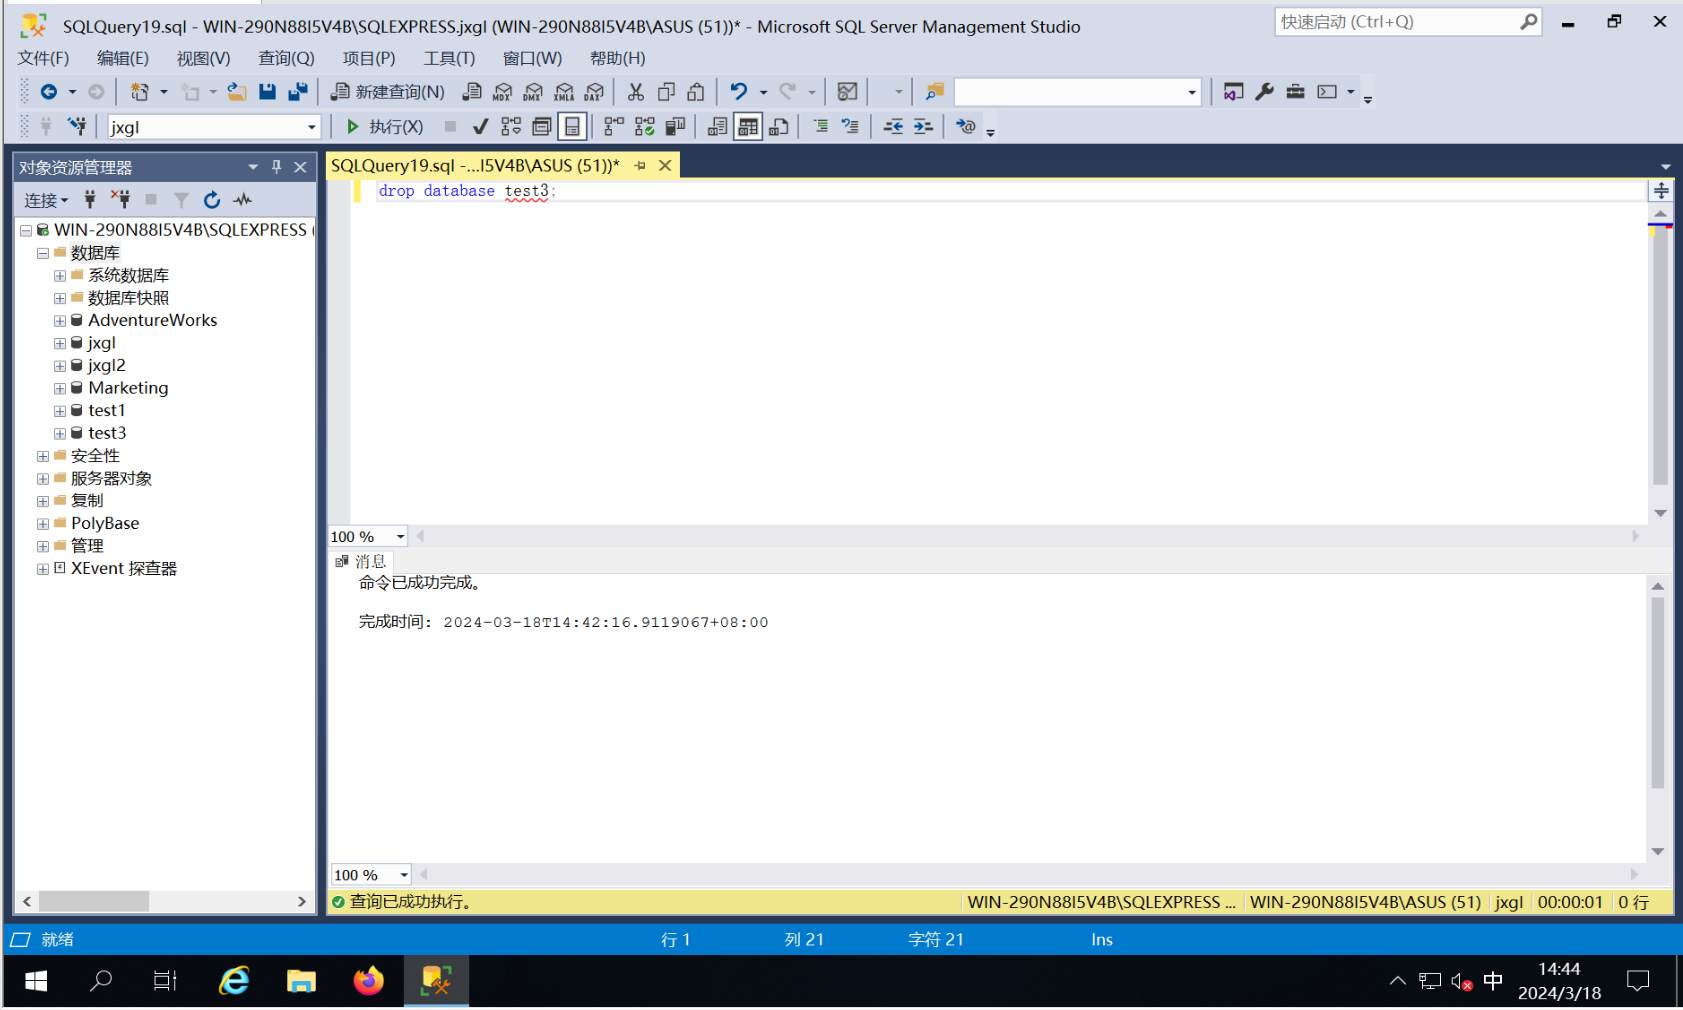 SQLQuery19.sql - WIN-290N88I5V4B\SQLEXPRESS.jxgl (WIN-290N88I5V4B\ASUS (51))* - Microsoft SQL Server Management Studio
快速启动 (Ctrl+Q)
文件(F) 编辑(E) 视图(V) 查询(Q) 项目(P) 工具(T) 窗口(W) 帮助(H)
新建查询(N) MDX DMX XMLA DAX
jxgl 执行(X)
对象资源管理器
SQLQuery19.sql -...I5V4B\ASUS (51))*
连接
drop database test3;
WIN-290N88I5V4B\SQLEXPRESS (
数据库
系统数据库
数据库快照
AdventureWorks
jxgl
jxgl2
Marketing
test1
test3
安全性
服务器对象
复制
PolyBase
管理
XEvent 探查器
100 %
消息
命令已成功完成。
完成时间: 2024-03-18T14:42:16.9119067+08:00
100 %
查询已成功执行。 WIN-290N88I5V4B\SQLEXPRESS ... WIN-290N88I5V4B\ASUS (51) jxgl 00:00:01 0 行
就绪 行 1 列 21 字符 21 Ins
中 14:44
2024/3/18